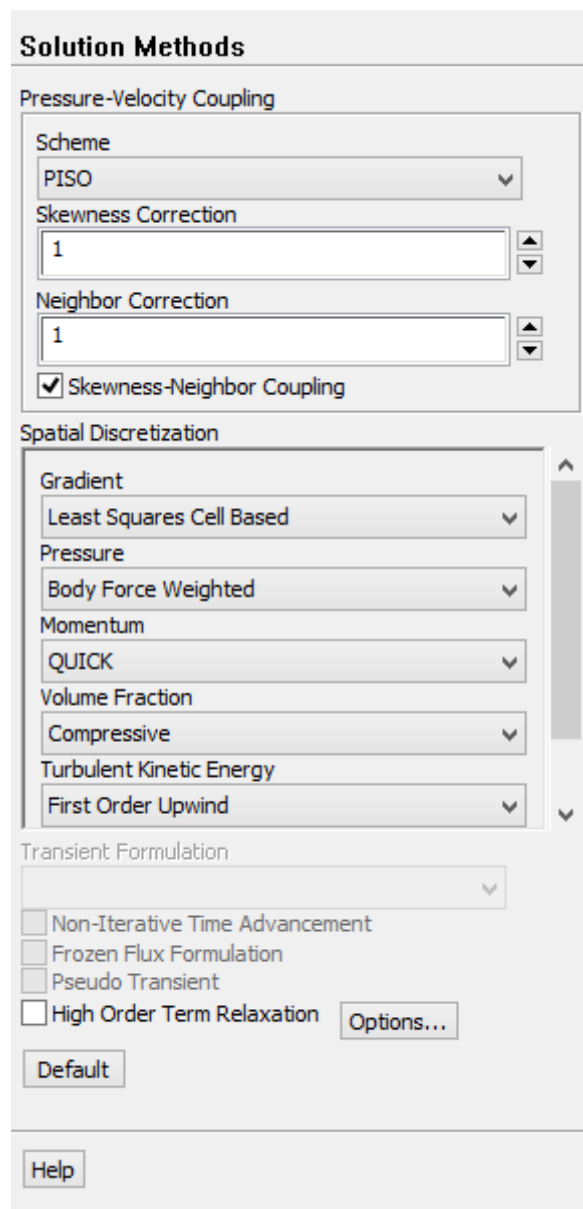 Solution Methods
Pressure-Velocity Coupling
Scheme
PISO
Skewness Correction
1
Neighbor Correction
1
Skewness-Neighbor Coupling
Spatial Discretization
Gradient
Least Squares Cell Based
Pressure
Body Force Weighted
Momentum
QUICK
Volume Fraction
Compressive
Turbulent Kinetic Energy
First Order Upwind
Transient Formulation
Non-Iterative Time Advancement
Frozen Flux Formulation
Pseudo Transient
High Order Term Relaxation Options...
Default
Help